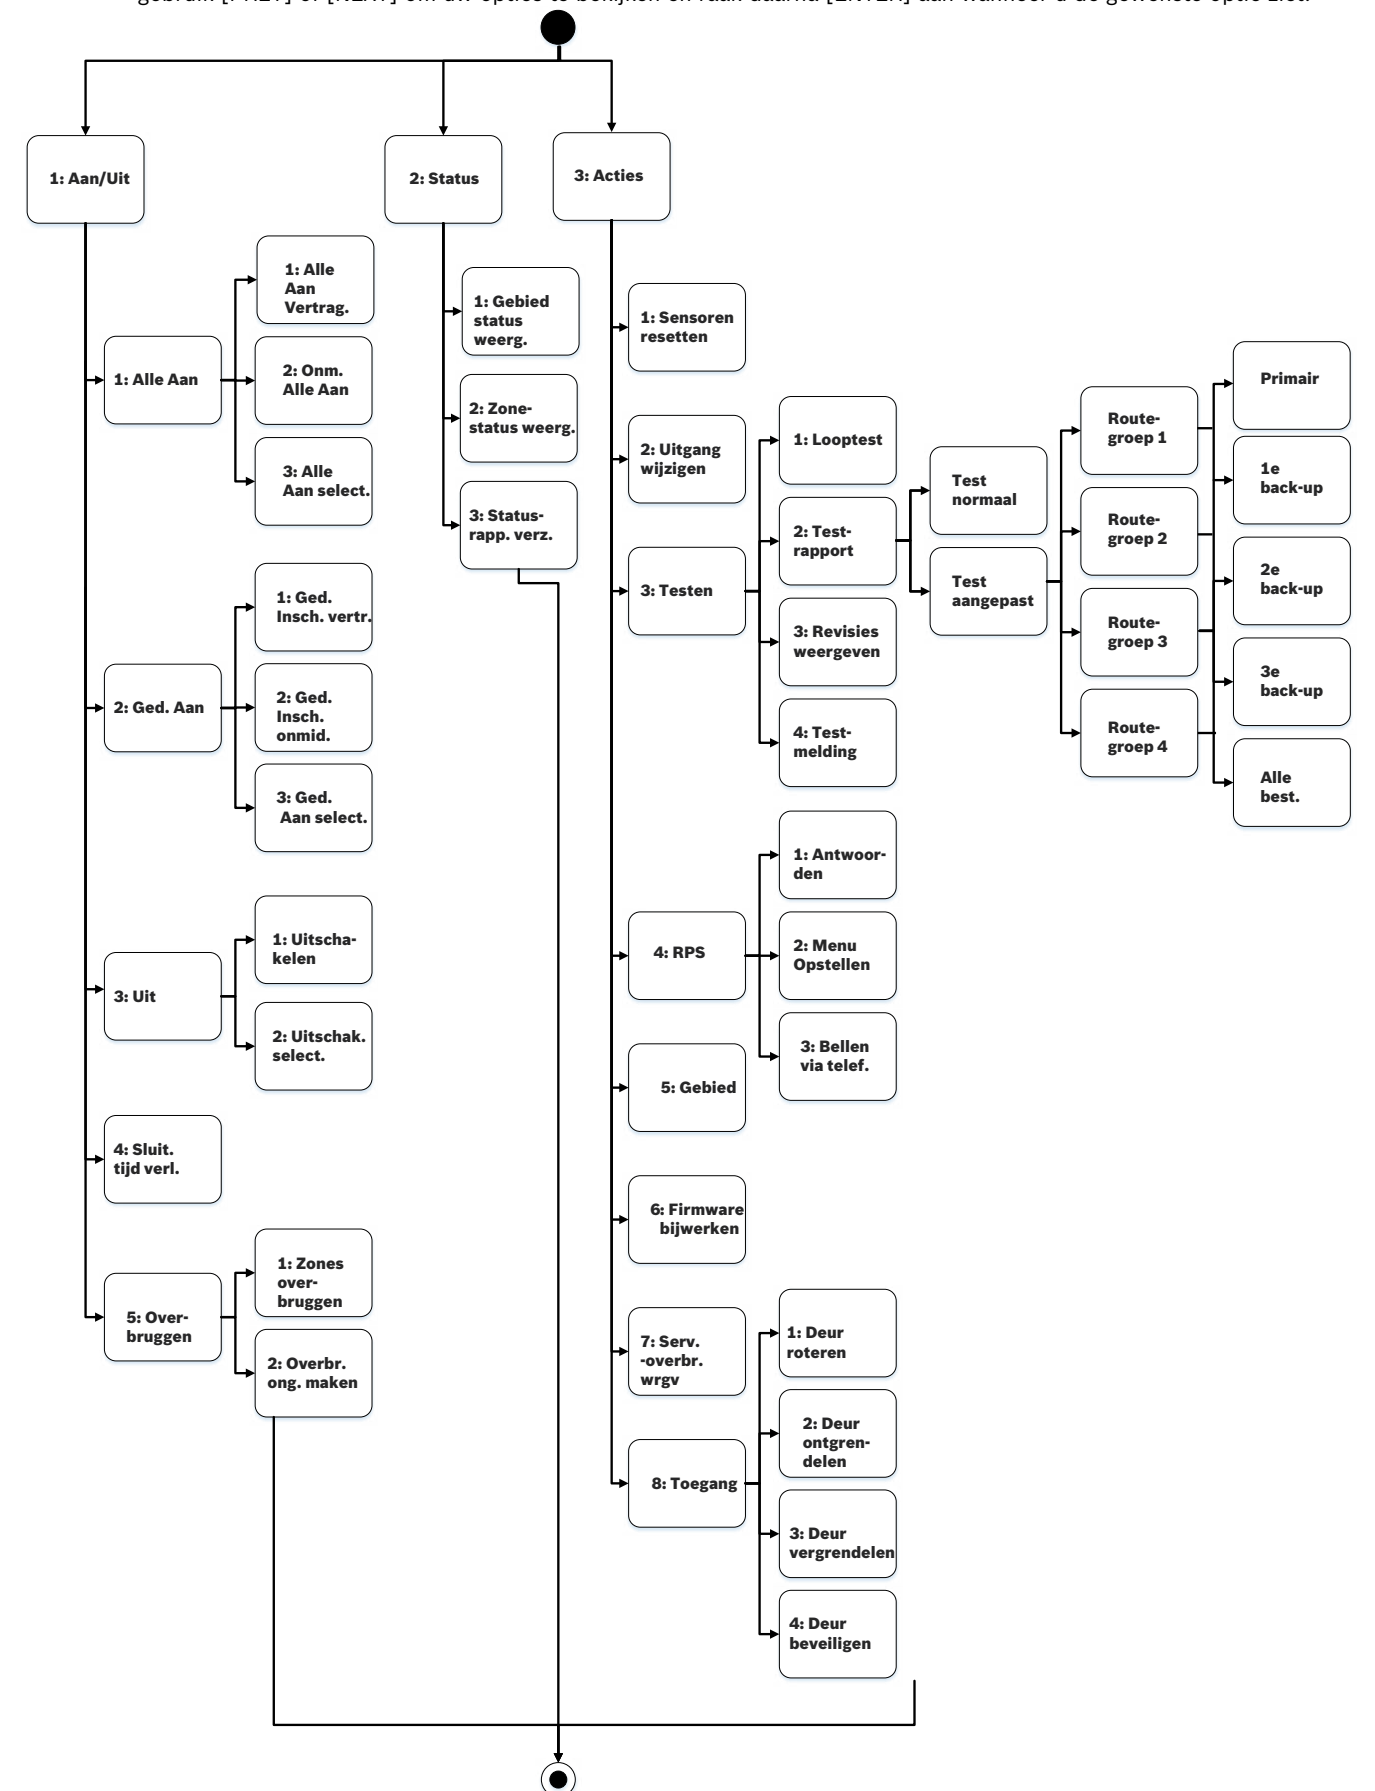 1: Aan/Uit
2: Status
3: Acties
1: Alle Aan
1: Alle
Aan
Vertrag.
2: Onm.
Alle Aan
3: Alle
Aan select.
2: Ged. Aan
1: Ged.
Insch. vertr.
2: Ged.
Insch.
onmid.
3: Ged.
Aan select.
3: Uit
1: Uitscha-
kelen
2: Uitschak.
select.
4: Sluit.
tijd verl.
5: Over-
bruggen
1: Zones
over-
bruggen
2: Overbr.
ong. maken
1: Gebied
status
weerg.
2: Zone-
status weerg.
3: Status-
rapp. verz.
1: Sensoren
resetten
2: Uitgang
wijzigen
3: Testen
1: Looptest
2: Test-
rapport
3: Revisies
weergeven
4: Test-
melding
Test
normaal
Test
aangepast
Route-
groep 1
Route-
groep 2
Route-
groep 3
Route-
groep 4
Primair
1e
back-up
2e
back-up
3e
back-up
Alle
best.
4: RPS
1: Antwoor-
den
2: Menu
Opstellen
3: Bellen
via telef.
5: Gebied
6: Firmware
bijwerken
7: Serv.
-overbr.
wrgv
8: Toegang
1: Deur
roteren
2: Deur
ontgren-
delen
3: Deur
vergrendelen
4: Deur
beveiligen